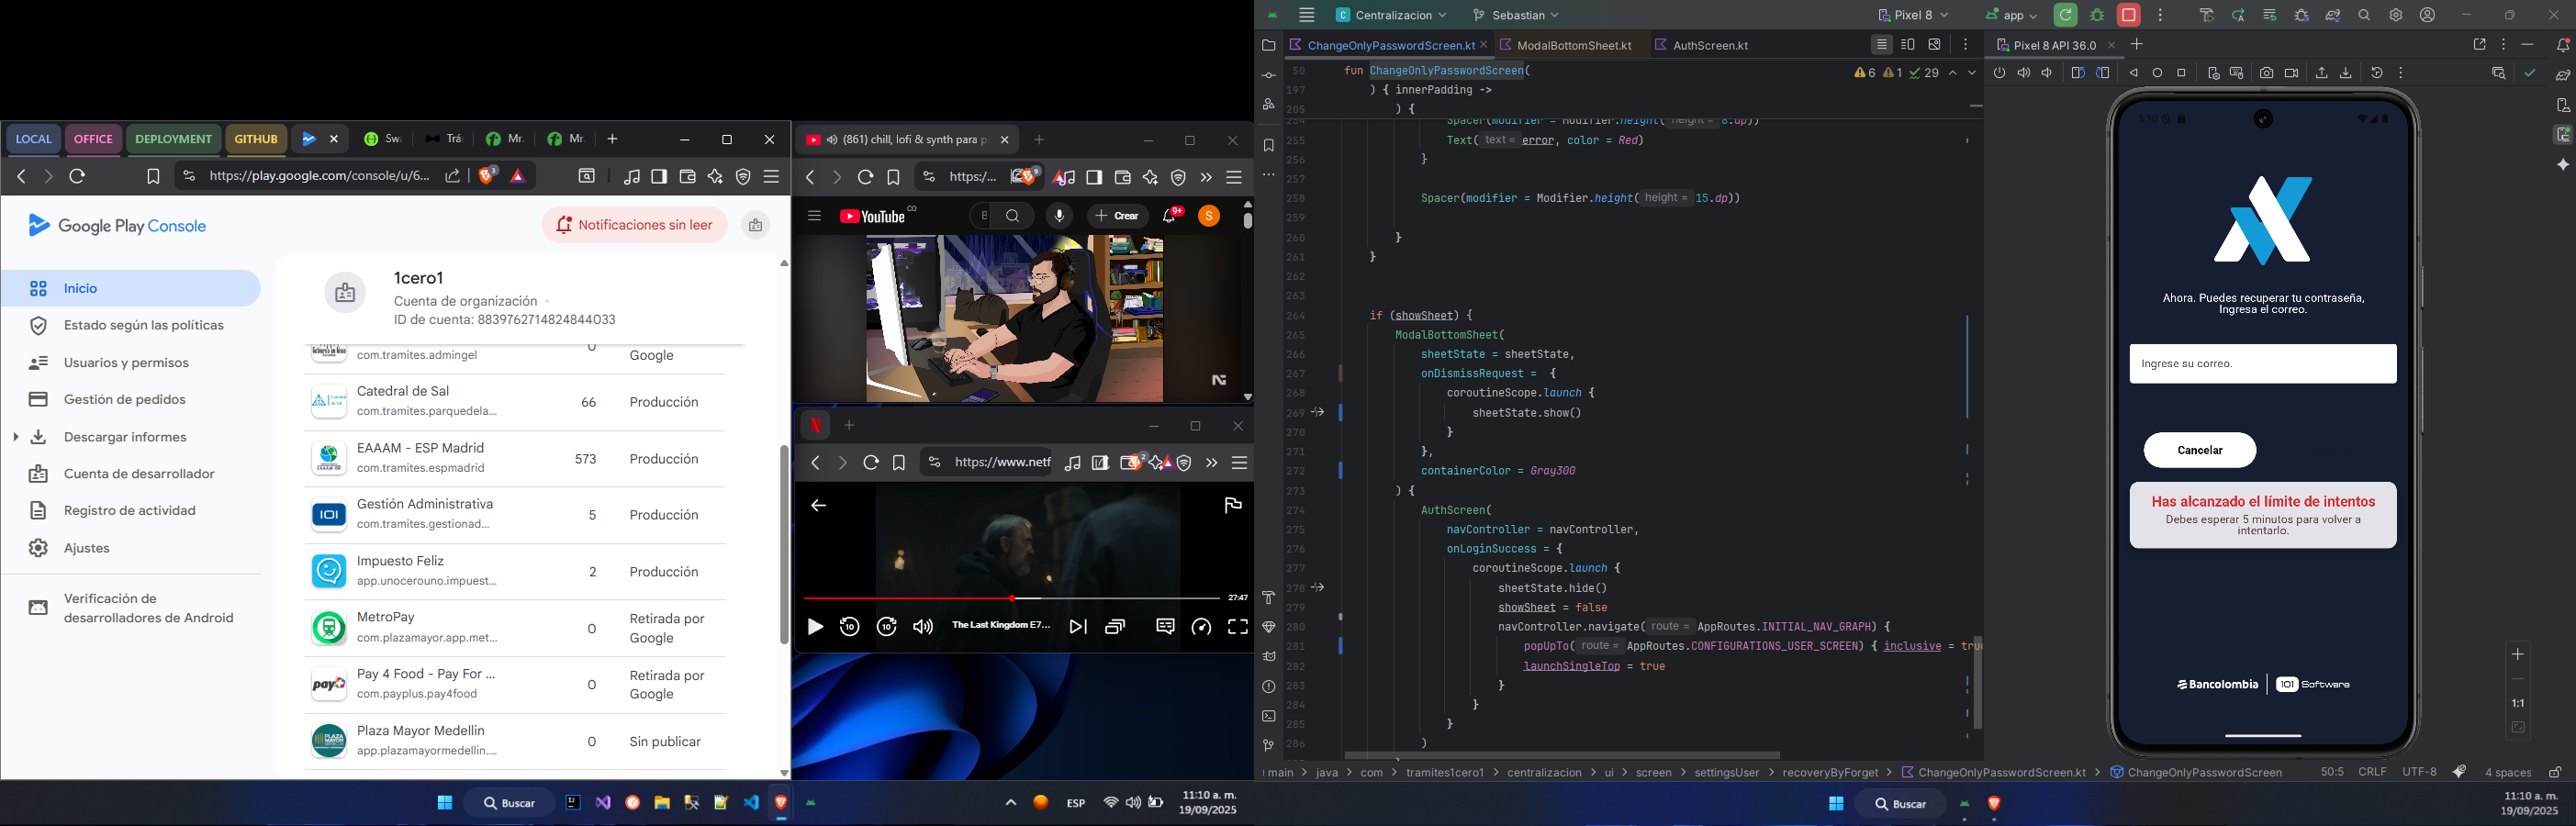 LOCAL
OFFICE
DEPLOYMENT
GITHUB
Sw
Trá
Mr.
Mr.
https://play.google.com/console/u/6...
3
Google Play Console
Notificaciones sin leer
Inicio
Estado según las políticas
Usuarios y permisos
Gestión de pedidos
Descargar informes
Cuenta de desarrollador
Registro de actividad
Ajustes
Verificación de
desarrolladores de Android
1cero1
Cuenta de organización
ID de cuenta: 8839762714824844033
com.tramites.admingel
0
Google
Catedral de Sal
com.tramites.parquedela...
66
Producción
EAAAM - ESP Madrid
com.tramites.espmadrid
573
Producción
Gestión Administrativa
com.tramites.gestionad...
5
Producción
101
Impuesto Feliz
app.unocerouno.impuest...
2
Producción
MetroPay
com.plazamayor.app.met...
0
Retirada por
Google
Pay 4 Food - Pay For ...
com.payplus.pay4food
0
Retirada por
Google
pay
Plaza Mayor Medellin
app.plazamayormedellin....
0
Sin publicar
(861) chill, lofi & synth para p
https:/...
9
YouTube CO
Crear
9+
S
N
https://www.netf
2
27:47
10
10
The Last Kingdom E7...
Buscar
ESP
11:10 a. m.
19/09/2025
C
Centralizacion
Sebastian
Pixel 8
app
ChangeOnlyPasswordScreen.kt
ModalBottomSheet.kt
AuthScreen.kt
Pixel 8 API 36.0
6
1
29
50 fun ChangeOnlyPasswordScreen(
197 ) { innerPadding ->
205 ) {
254 Spacer(modifier = Modifier.height( height = 8.dp))
255 Text( text = error, color = Red)
256 }
257
258 Spacer(modifier = Modifier.height( height = 15.dp))
259
260 }
261 }
262
263
264 if (showSheet) {
265 ModalBottomSheet(
266 sheetState = sheetState,
267 onDismissRequest = {
268 coroutineScope.launch {
269 sheetState.show()
270 }
271 },
272 containerColor = Gray300
273 ) {
274 AuthScreen(
275 navController = navController,
276 onLoginSuccess = {
277 coroutineScope.launch {
278 sheetState.hide()
279 showSheet = false
280 navController.navigate( route = AppRoutes.INITIAL_NAV_GRAPH) {
281 popUpTo( route = AppRoutes.CONFIGURATIONS_USER_SCREEN) { inclusive = true
282 launchSingleTop = true
283 }
284 }
285 }
286 )
main > java > com > tramites1cero1 > centralizacion > ui > screen > settingsUser > recoveryByForget > ChangeOnlyPasswordScreen.kt > ChangeOnlyPasswordScreen
50:5
CRLF
UTF-8
4 spaces
5:10
Ahora. Puedes recuperar tu contraseña,
Ingresa el correo.
Ingrese su correo.
Cancelar
Has alcanzado el límite de intentos
Debes esperar 5 minutos para volver a
intentarlo.
Bancolombia
101 Software
1:1
Buscar
11:10 a. m.
19/09/2025